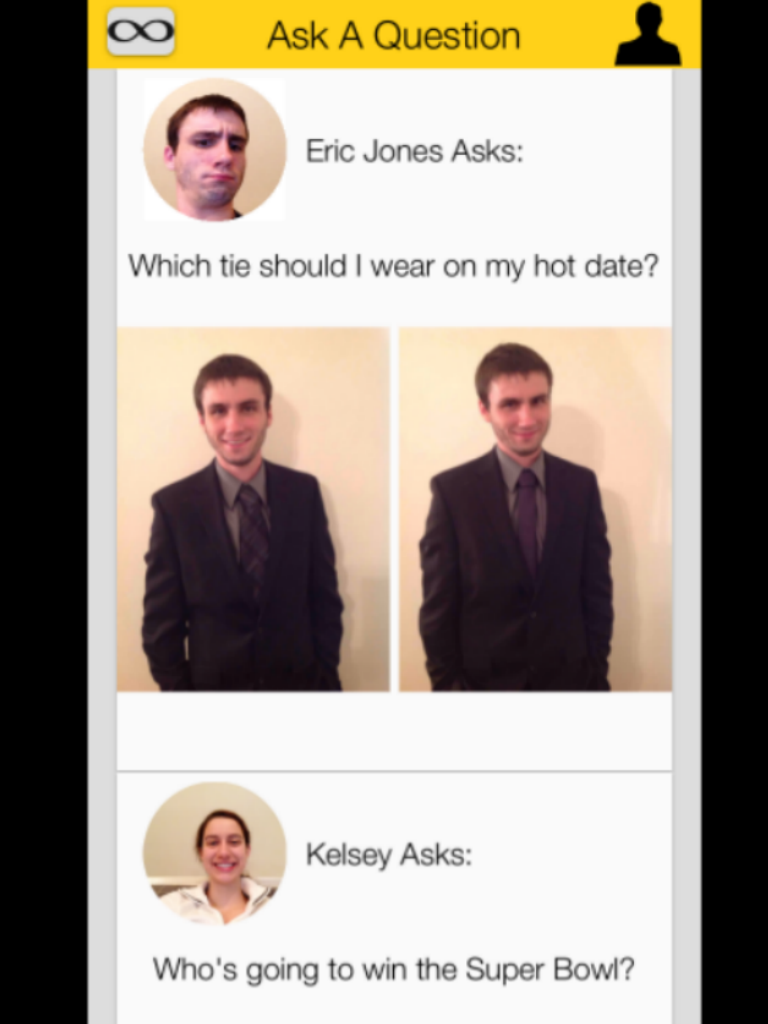 Ask A Question
Eric Jones Asks:
Which tie should I wear on my hot date?
Kelsey Asks:
Who's going to win the Super Bowl?